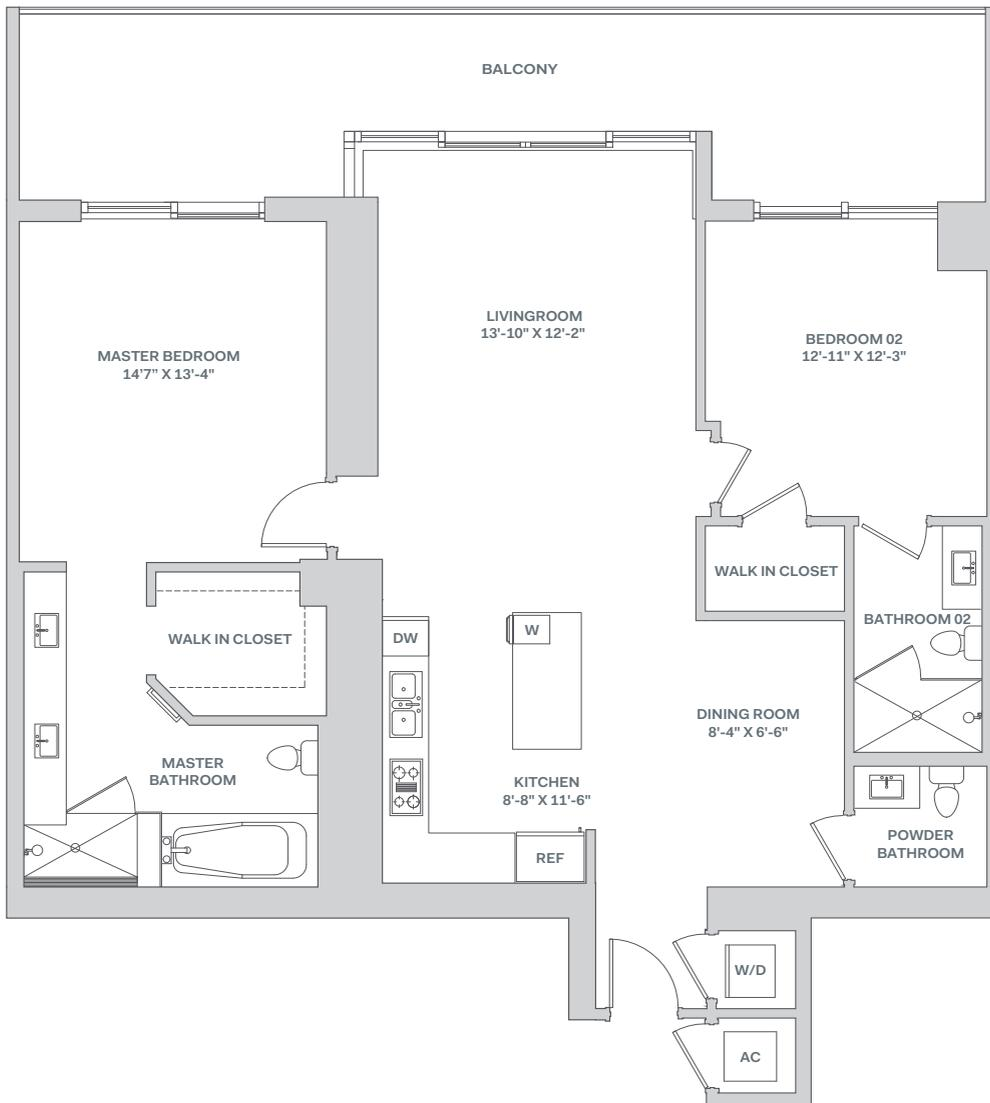 BALCONY
LIVINGROOM
13'-10" X 12'-2"
BEDROOM 02
12'-11" X 12'-3"
MASTER BEDROOM
14’7” X 13'-4"
WALK IN CLOSET
BATHROOM 02
WALK IN CLOSET
DW
W
DINING ROOM
8'-4" X 6'-6"
MASTER
BATHROOM
KITCHEN
8'-8" X 11'-6"
REF
POWDER
BATHROOM
W/D
AC